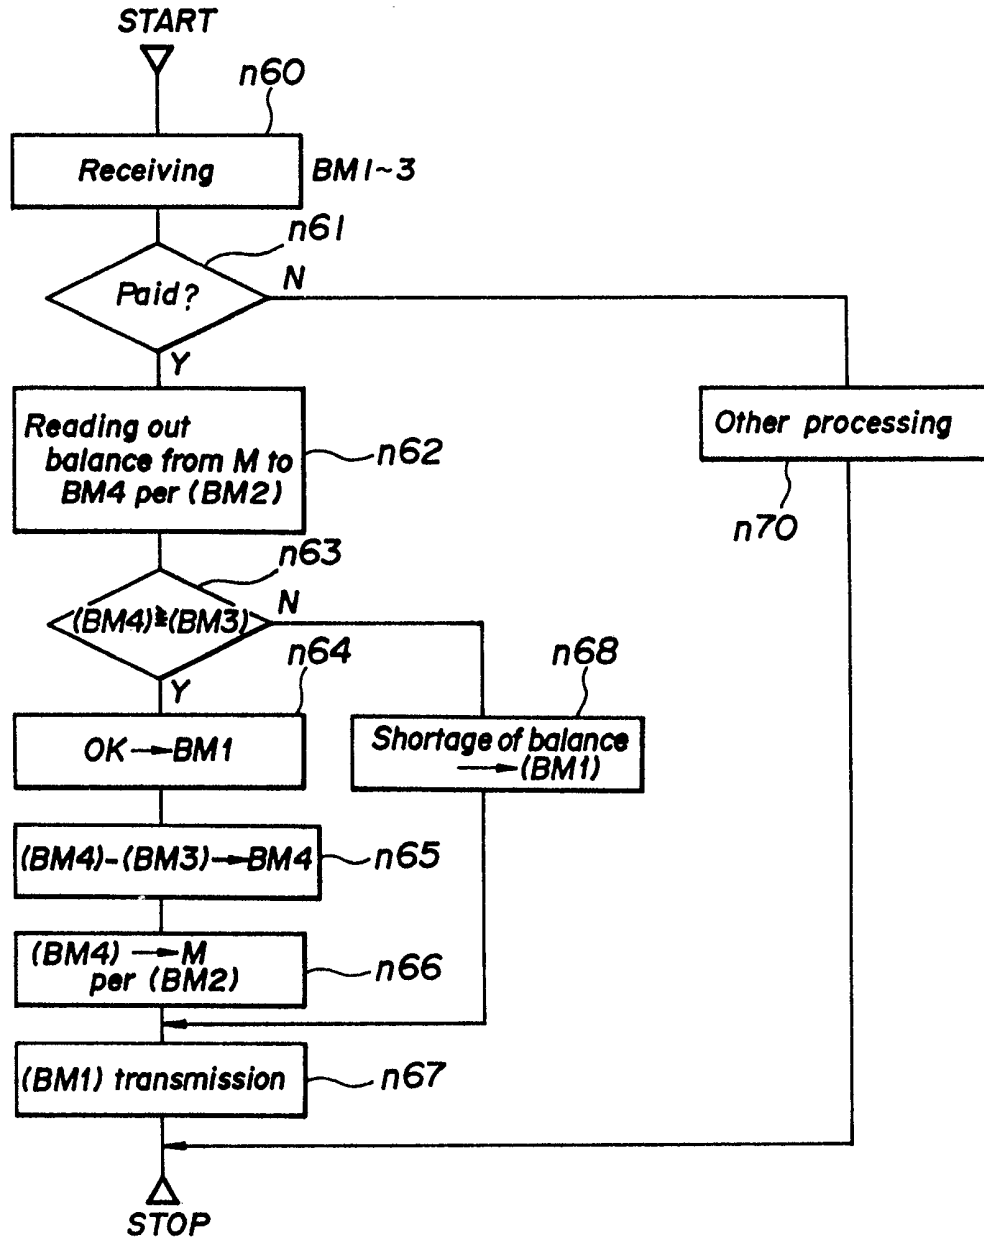 START
n60
Receiving
BM1~3
n61
Paid?
N
Y
Reading out
balance from M to
BM4 per (BM2)
n62
Other processing
n70
n63
(BM4)≧(BM3)
N
Y
n64
OK→BM1
n68
Shortage of balance
→(BM1)
(BM4)-(BM3)→BM4
n65
(BM4)→M
per (BM2)
n66
(BM1) transmission
n67
STOP